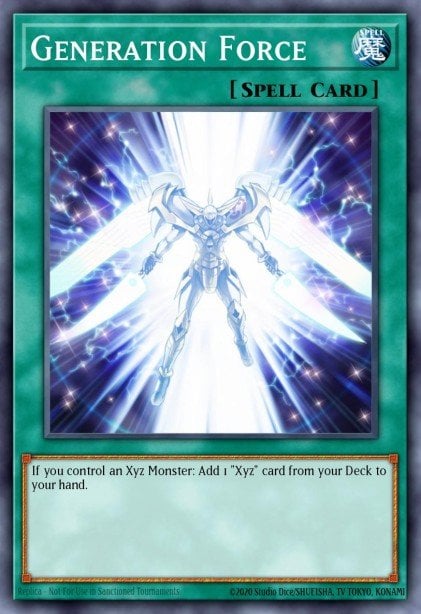 Generation Force
SPELL
魔
[Spell Card]
If you control an Xyz Monster: Add 1 "Xyz" card from your Deck to
your hand.
Replica - Not For Use in Sanctioned Tournaments
©2020 Studio Dice/SHUEISHA, TV TOKYO, KONAMI